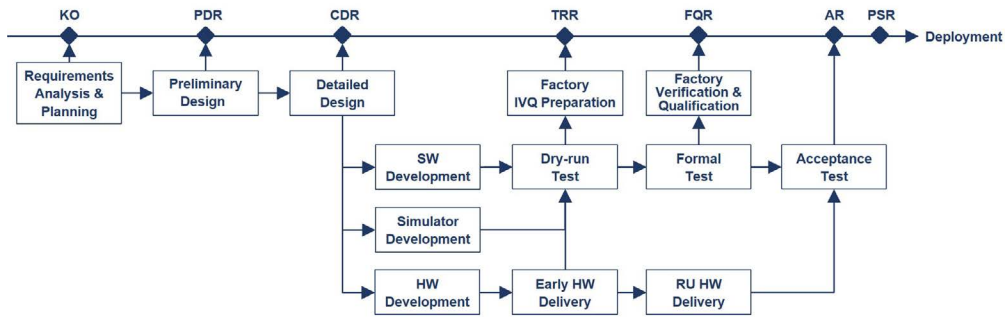 KO PDR CDR TRR FQR AR PSR
Deployment
Requirements
Analysis &
Planning
Preliminary
Design
Detailed
Design
Factory
IVQ Preparation
Factory
Verification &
Qualification
SW
Development
Dry-run
Test
Formal
Test
Acceptance
Test
Simulator
Development
HW
Development
Early HW
Delivery
RU HW
Delivery